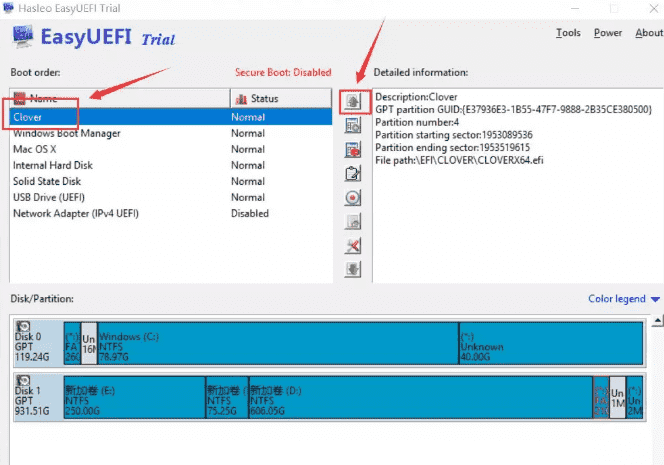 Hasleo EasyUEFI Trial
EasyUEFI Trial
Tools Power About
Boot order:
Secure Boot: Disabled
Detailed information:
Name
Status
Clover
Normal
Windows Boot Manager
Normal
Mac OS X
Normal
Internal Hard Disk
Normal
Solid State Disk
Normal
USB Drive (UEFI)
Normal
Network Adapter (IPv4 UEFI)
Disabled
Description:Clover
GPT partition GUID:{E37936E3-1B55-47F7-9888-2B35CE380500}
Partition number:4
Partition starting sector:1953089536
Partition ending sector:1953519615
File path:\EFI\CLOVER\CLOVERX64.efi
Disk/Partition:
Color legend
Disk 0
GPT
119.24G
(*:)
FA
260
Un
16M
Windows (C:)
NTFS
78.97G
(*:)
Unknown
40.00G
Disk 1
GPT
931.51G
新加卷 (E:)
NTFS
250.00G
新加卷 (
NTFS
75.25G
新加卷 (D:)
NTFS
606.05G
Un
1M
(*:)
Un
2M